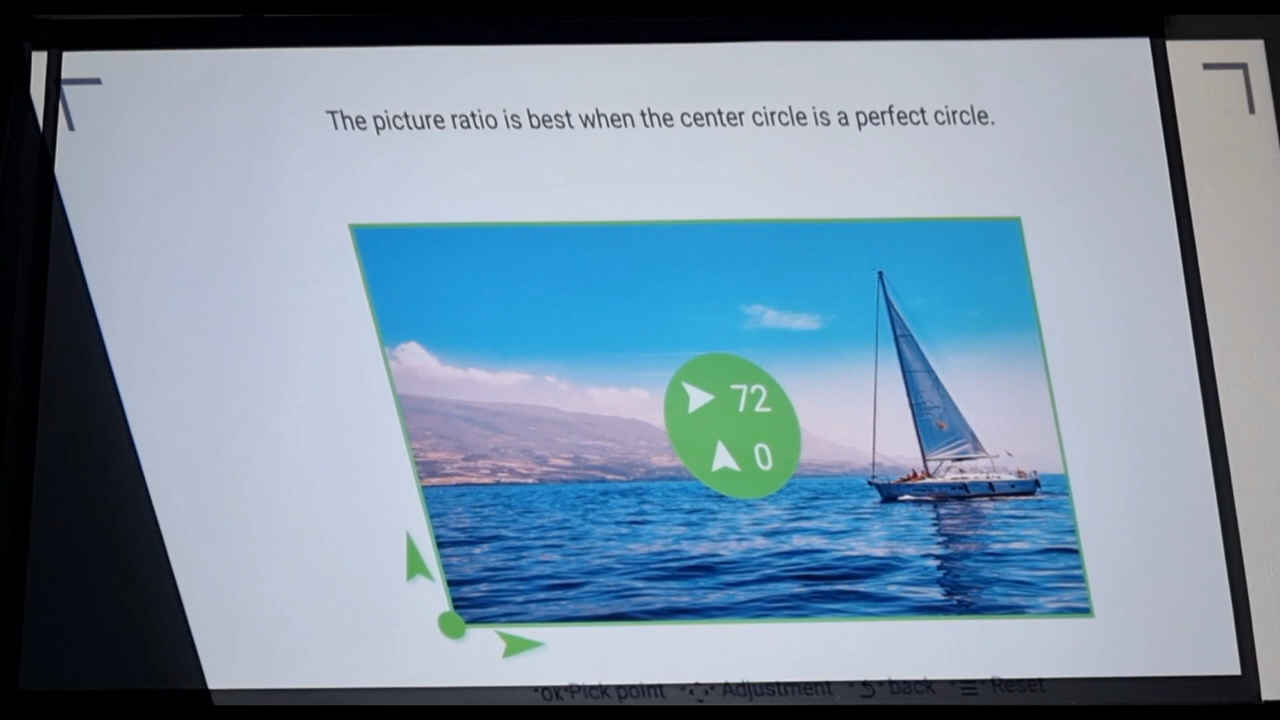 The picture ratio is best when the center circle is a perfect circle.
72
0
"OK"Pick point " "Adjustment " "back " "Reset